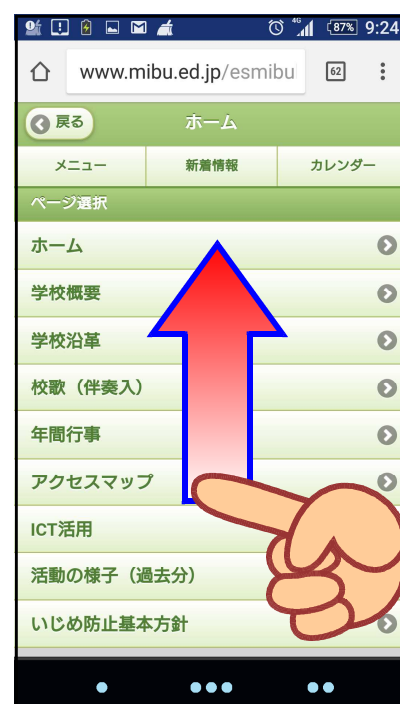 4G 87% 9:24
www.mibu.ed.jp/esmibu 62
戻る ホーム
メニュー 新着情報 カレンダー
ページ選択
ホーム
学校概要
学校沿革
校歌（伴奏入）
年間行事
アクセスマップ
ICT活用
活動の様子（過去分）
いじめ防止基本方針